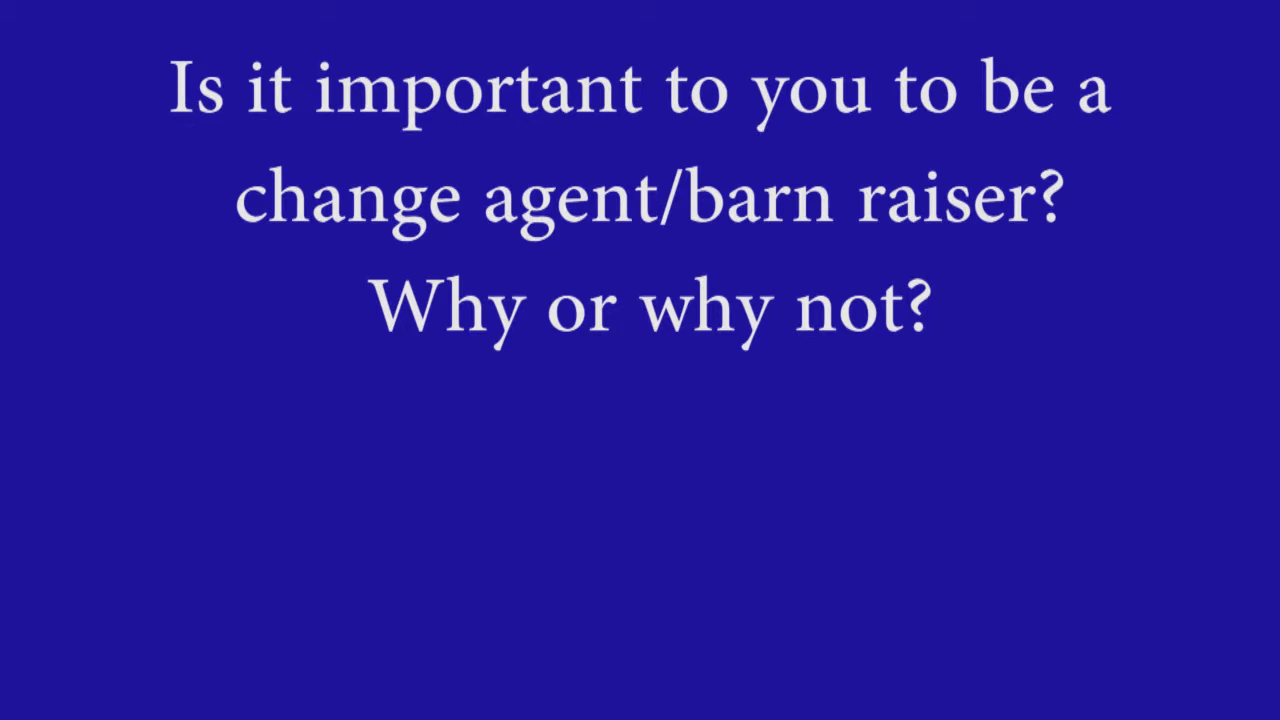 Is it important to you to be a
change agent/barn raiser?
Why or why not?